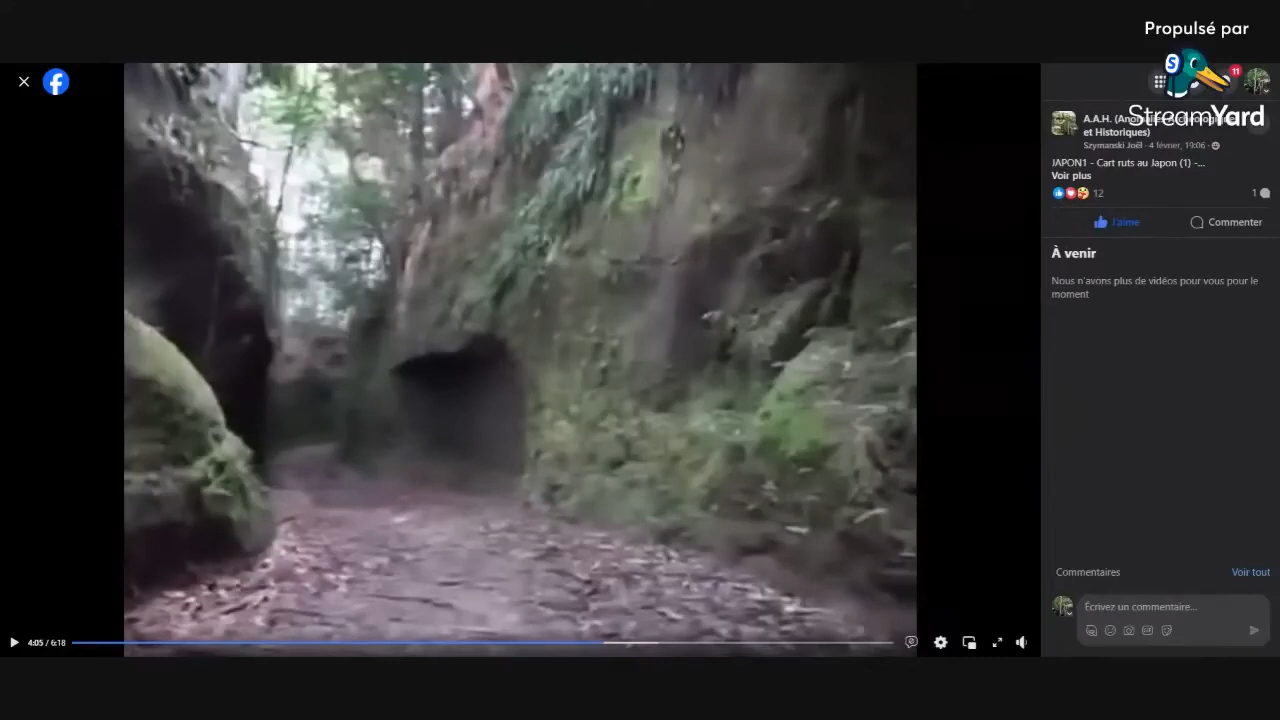 Propulsé par
StreamYard
11
A.A.H.
et Historiques)
Szymanski Joël · 4 février, 19:06 ·
JAPON1 - Cart ruts au Japon (1) -...
Voir plus
12
1
J'aime
Commenter
À venir
Nous n'avons plus de vidéos pour vous pour le
moment
Commentaires
Voir tout
Écrivez un commentaire...
GIF
4:05 / 6:18